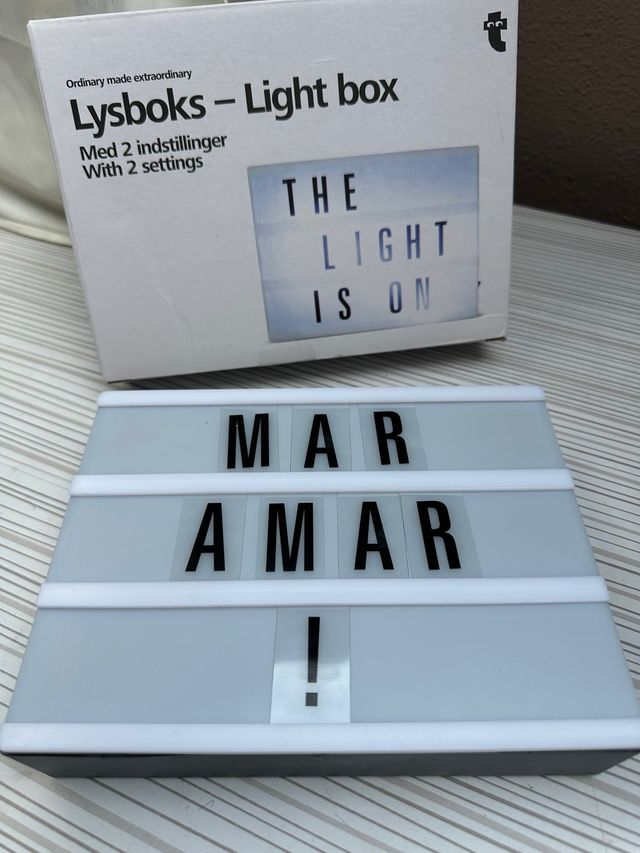 Ordinary made extraordinary
Lysboks – Light box
Med 2 indstillinger
With 2 settings
THE
LIGHT
IS ON
MAR
AMAR
!